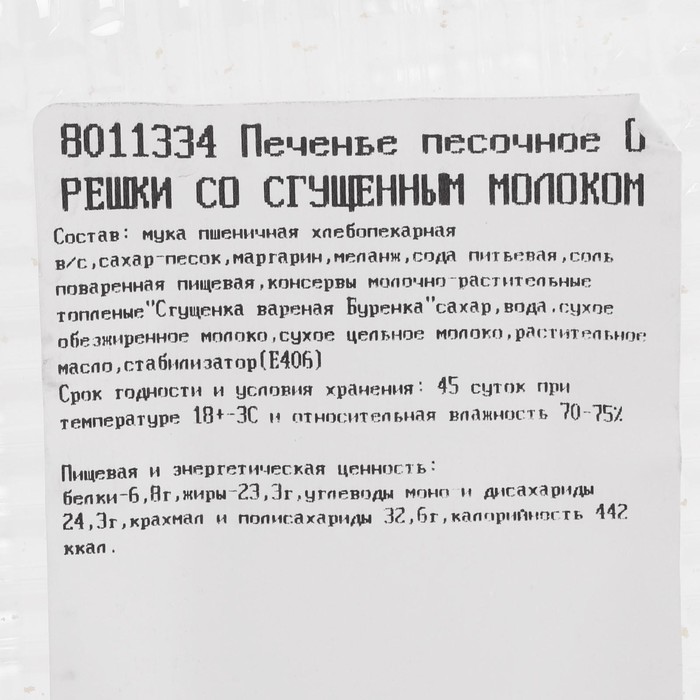 8011334 Печенье песочное О
РЕШКИ СО СГУЩЕННЫМ МОЛОКОМ
Состав: мука пшеничная хлебопекарная
в/с,сахар-песок,маргарин,меланж,сода питьевая,соль
поваренная пищевая,консервы молочно-растительные
топленые"Сгущенка вареная Буренка"сахар,вода,сухое
обезжиренное молоко,сухое цельное молоко,растительное
масло,стабилизатор(Е406)
Срок годности и условия хранения: 45 суток при
температуре 18+-3С и относительная влажность 70-75%
Пищевая и энергетическая ценность:
белки-6,8г,жиры-23,3г,углеводы моно и дисахариды
24,3г,крахмал и полисахариды 32,6г,калорийность 442
ккал.